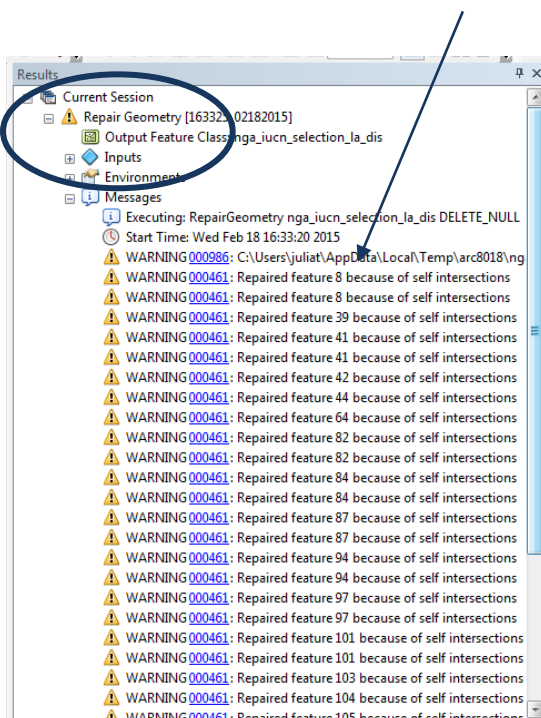 Results
Current Session
Repair Geometry [163325_02182015]
Output Feature Class: nga_iucn_selection_la_dis
Inputs
Environments
Messages
Executing: RepairGeometry nga_iucn_selection_la_dis DELETE_NULL
Start Time: Wed Feb 18 16:33:20 2015
WARNING 000986: C:\Users\juliat\AppData\Local\Temp\arc8018\ng
WARNING 000461: Repaired feature 8 because of self intersections
WARNING 000461: Repaired feature 8 because of self intersections
WARNING 000461: Repaired feature 39 because of self intersections
WARNING 000461: Repaired feature 41 because of self intersections
WARNING 000461: Repaired feature 41 because of self intersections
WARNING 000461: Repaired feature 42 because of self intersections
WARNING 000461: Repaired feature 44 because of self intersections
WARNING 000461: Repaired feature 64 because of self intersections
WARNING 000461: Repaired feature 82 because of self intersections
WARNING 000461: Repaired feature 82 because of self intersections
WARNING 000461: Repaired feature 84 because of self intersections
WARNING 000461: Repaired feature 84 because of self intersections
WARNING 000461: Repaired feature 87 because of self intersections
WARNING 000461: Repaired feature 87 because of self intersections
WARNING 000461: Repaired feature 94 because of self intersections
WARNING 000461: Repaired feature 94 because of self intersections
WARNING 000461: Repaired feature 97 because of self intersections
WARNING 000461: Repaired feature 97 because of self intersections
WARNING 000461: Repaired feature 101 because of self intersections
WARNING 000461: Repaired feature 101 because of self intersections
WARNING 000461: Repaired feature 103 because of self intersections
WARNING 000461: Repaired feature 104 because of self intersections
WARNING 000461: Repaired feature 105 because of self intersections